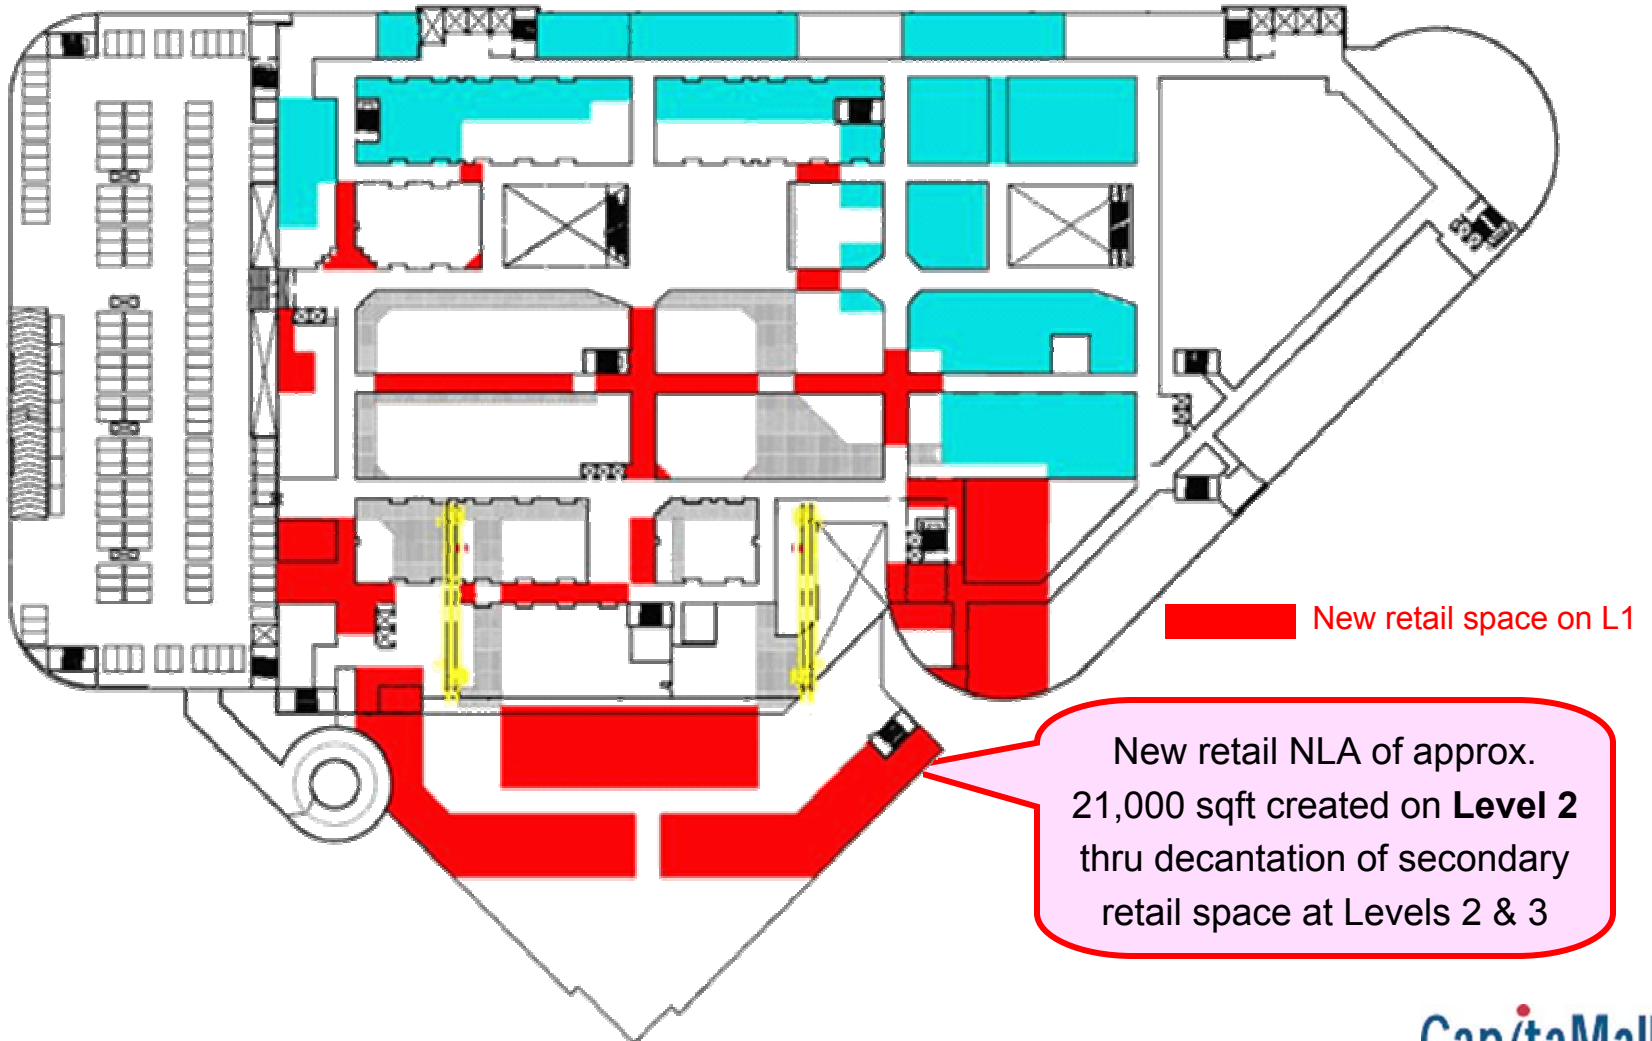 New retail space on L1
New retail NLA of approx.
21,000 sqft created on Level 2
thru decantation of secondary
retail space at Levels 2 & 3
CapitaMall